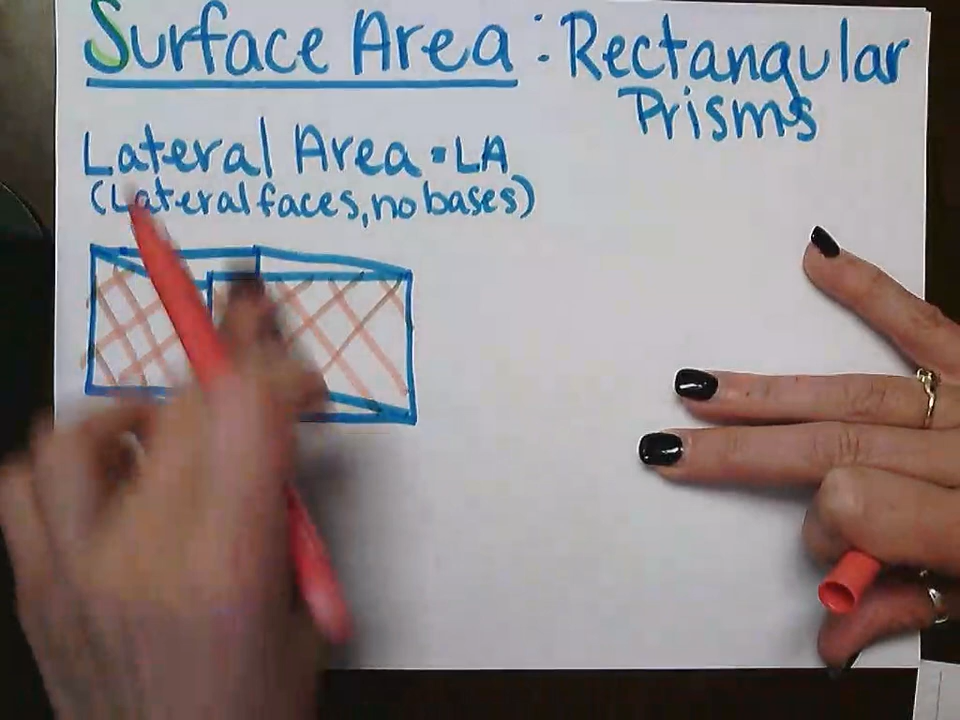 Surface Area : Rectangular
Prisms
Lateral Area = LA
(Lateral faces, no bases)